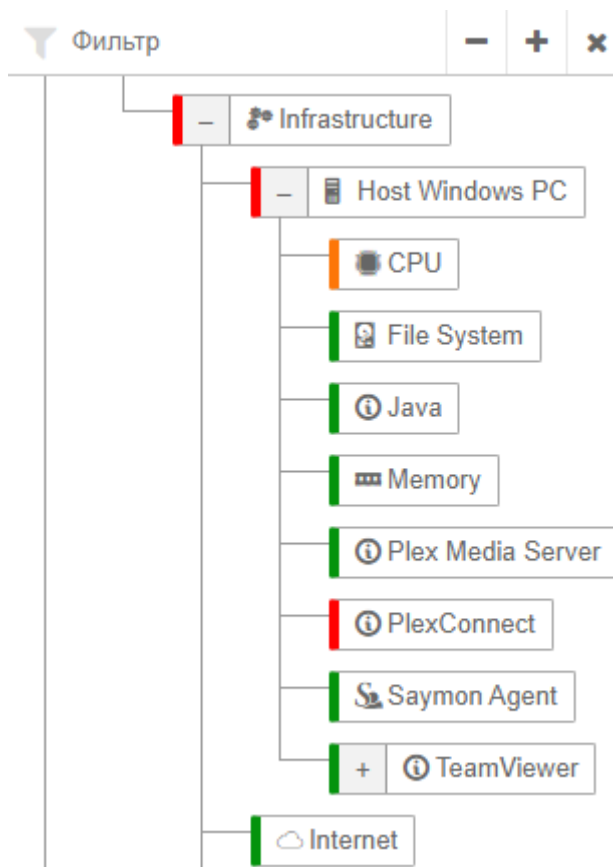 Фильтр
Infrastructure
Host Windows PC
CPU
File System
Java
Memory
Plex Media Server
PlexConnect
Saymon Agent
TeamViewer
Internet